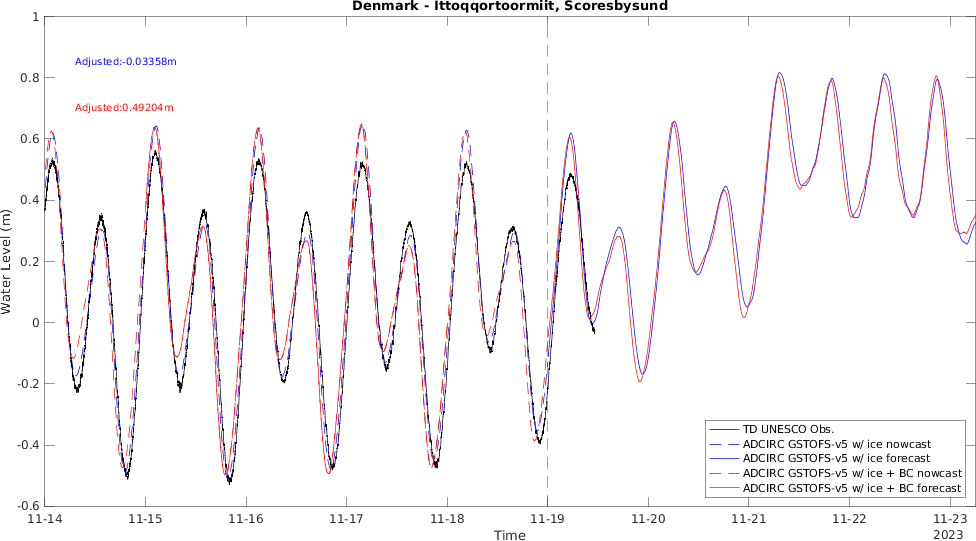 Denmark - Ittoqqortoormiit, Scoresbysund
1
Adjusted:-0.03358m
0.8
Adjusted:0.49204m
0.6
0.4
0.2
0
-0.2
-0.4
-0.6
Water Level (m)
TD UNESCO Obs.
ADCIRC GSTOFS-v5 w/ ice nowcast
ADCIRC GSTOFS-v5 w/ ice forecast
ADCIRC GSTOFS-v5 w/ ice + BC nowcast
ADCIRC GSTOFS-v5 w/ ice + BC forecast
11-14 11-15 11-16 11-17 11-18 11-19 11-20 11-21 11-22 11-23
Time 2023